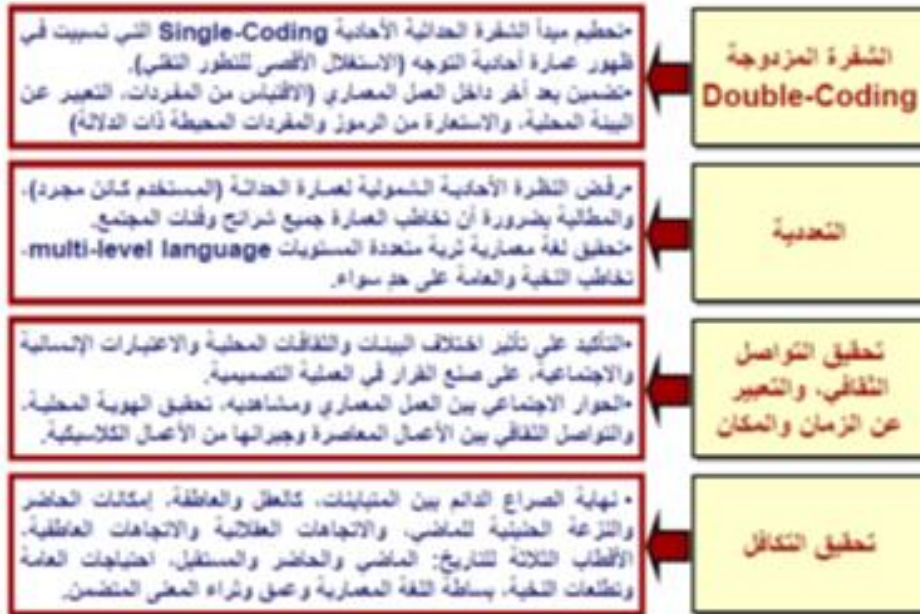 الشفرة المزدوجة
Double-Coding
•تحطيم مبدأ الشفرة الحداثية الأحادية Single-Coding التي تسببت في
ظهور عمارة أحادية التوجه (الاستغلال الأقصى للتطور التقني).
•تضمين بعد أخر داخل العمل المعماري (الاقتباس من المفردات، التعبير عن
البيئة المحلية، والاستعارة من الرموز والمفردات المحيطة ذات الدلالة)
التعددية
•رفض النظرة الأحادية الشمولية لعمارة الحداثة (المستخدم كائن مجرد)،
والمطالبة بضرورة أن تخاطب العمارة جميع شرائح وفئات المجتمع.
•تحقيق لغة معمارية ثرية متعددة المستويات multi-level language،
تخاطب النخبة والعامة على حد سواء.
تحقيق التواصل
الثقافي، والتعبير
عن الزمان والمكان
•التأكيد على تأثير اختلاف البيئات والثقافات المحلية والاعتبارات الإنسانية
والاجتماعية، على صنع القرار في العملية التصميمية.
•الحوار الاجتماعي بين العمل المعماري ومشاهديه، تحقيق الهوية المحلية،
والتواصل الثقافي بين الأعمال المعاصرة وجيرانها من الأعمال الكلاسيكية.
تحقيق التكافل
• نهاية الصراع الدائم بين المتباينات، كالعقل والعاطفة، إمكانات الحاضر
والنزعة الحنينية للماضي، والاتجاهات العقلانية والاتجاهات العاطفية،
الأقطاب الثلاثة للتاريخ: الماضي والحاضر والمستقبل، احتياجات العامة
وتطلعات النخبة، بساطة اللغة المعمارية وعمق وثراء المعنى المتضمن.